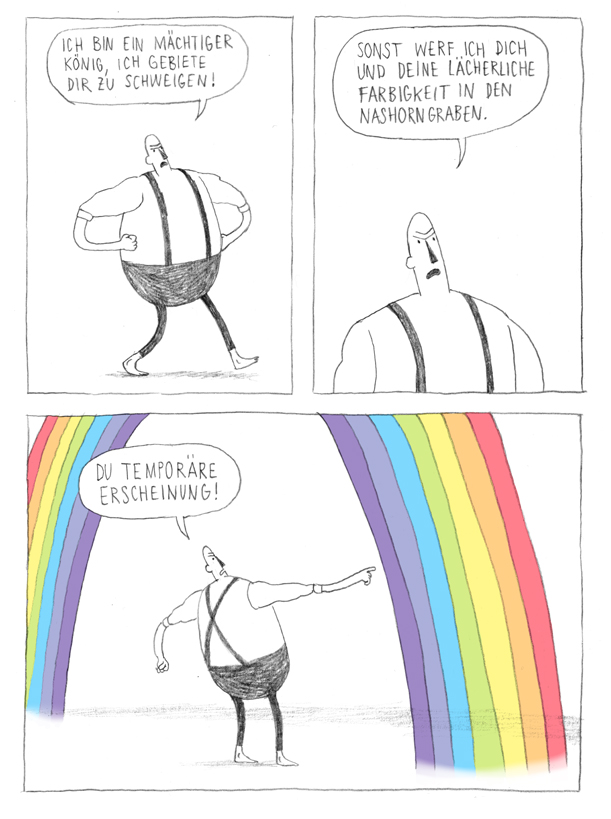 ICH BIN EIN MÄCHTIGER
KÖNIG, ICH GEBIETE
DIR ZU SCHWEIGEN!
SONST WERF ICH DICH
UND DEINE LÄCHERLICHE
FARBIGKEIT IN DEN
NASHORNGRABEN.
DU TEMPORÄRE
ERSCHEINUNG!